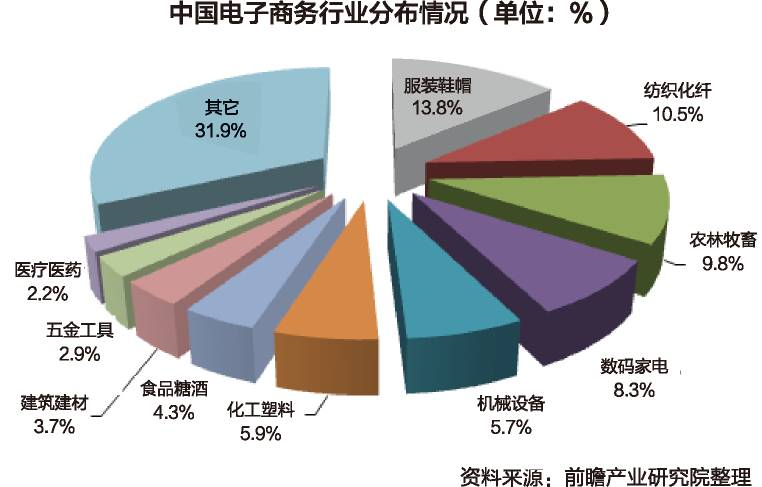 中国电子商务行业分布情况（单位：%）
服装鞋帽
13.8%
纺织化纤
10.5%
农林牧畜
9.8%
数码家电
8.3%
机械设备
5.7%
化工塑料
5.9%
食品糖酒
4.3%
建筑建材
3.7%
五金工具
2.9%
医疗医药
2.2%
其它
31.9%
资料来源：前瞻产业研究院整理